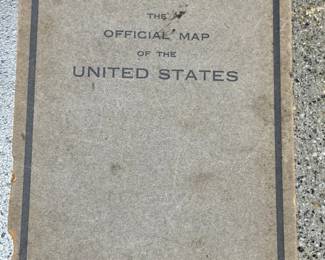 THE
OFFICIAL MAP
OF THE
UNITED STATES